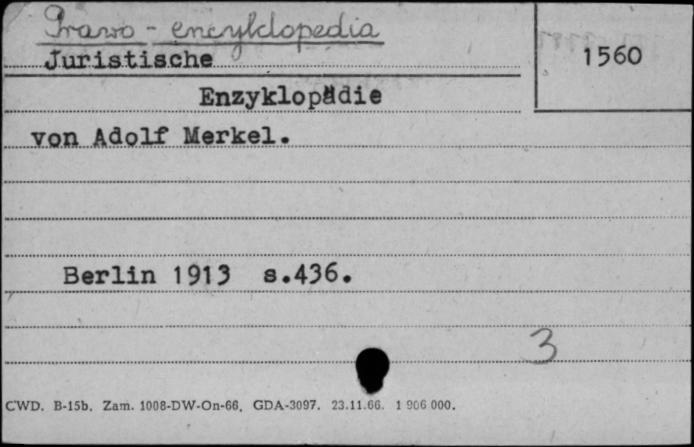 Prawo - encyklopedia
Juristische
1560
Enzyklopädie
von Adolf Merkel.
Berlin 1913 s.436.
3
CWD. B-15b. Zam. 1008-DW-On-66. GDA-3097. 23.11.66. 1 906 000.